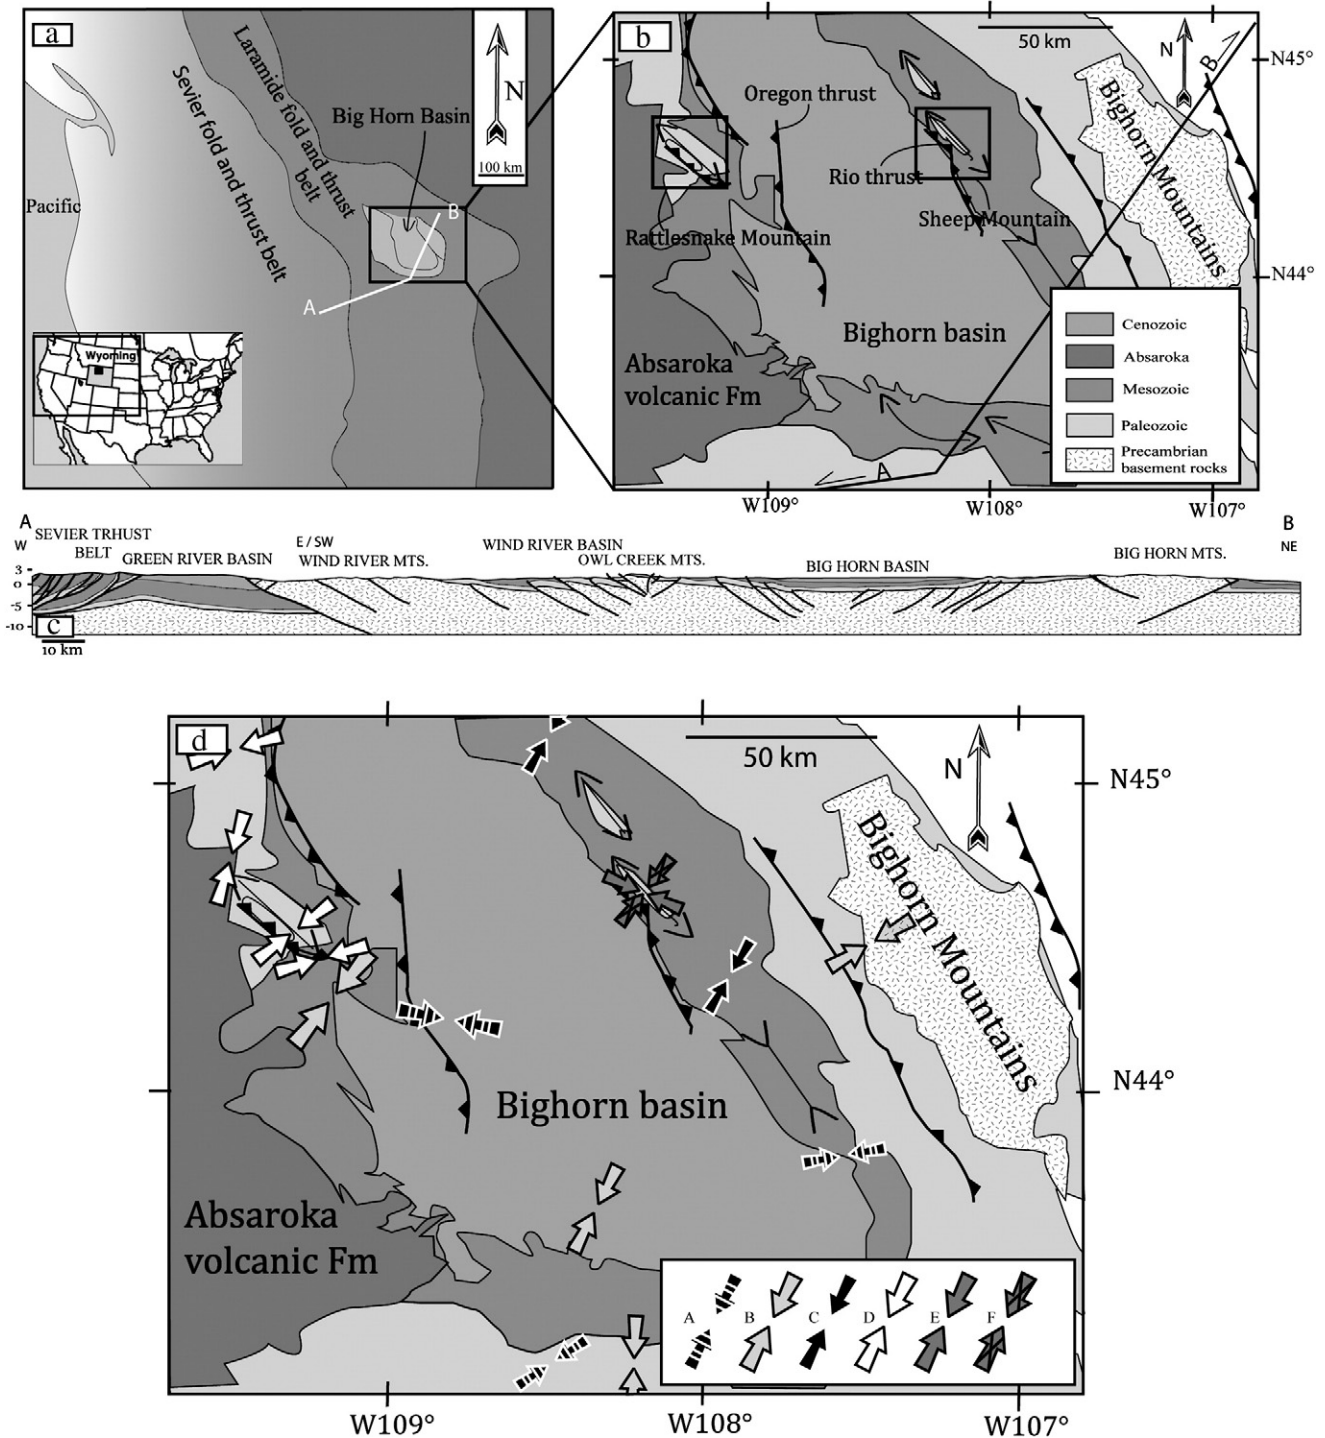 a
Sevier fold and thrust belt
Laramide fold and thrust
belt
Big Horn Basin
N
100 km
Pacific
B
A
Wyoming
b
50 km
N
B
N45°
Oregon thrust
Bighorn Mountains
Rio thrust
Sheep Mountain
Rattlesnake Mountain
N44°
Bighorn basin
Absaroka
volcanic Fm
A
Cenozoic
Absaroka
Mesozoic
Paleozoic
Precambrian
basement rocks
W109°
W108°
W107°
A
B
W
SEVIER TRHUST
BELT
GREEN RIVER BASIN
E / SW
WIND RIVER MTS.
WIND RIVER BASIN
OWL CREEK MTS.
BIG HORN BASIN
BIG HORN MTS.
NE
3
0
-5
-10
c
10 km
d
50 km
N
N45°
Bighorn Mountains
N44°
Bighorn basin
Absaroka
volcanic Fm
A
B
C
D
E
F
W109°
W108°
W107°